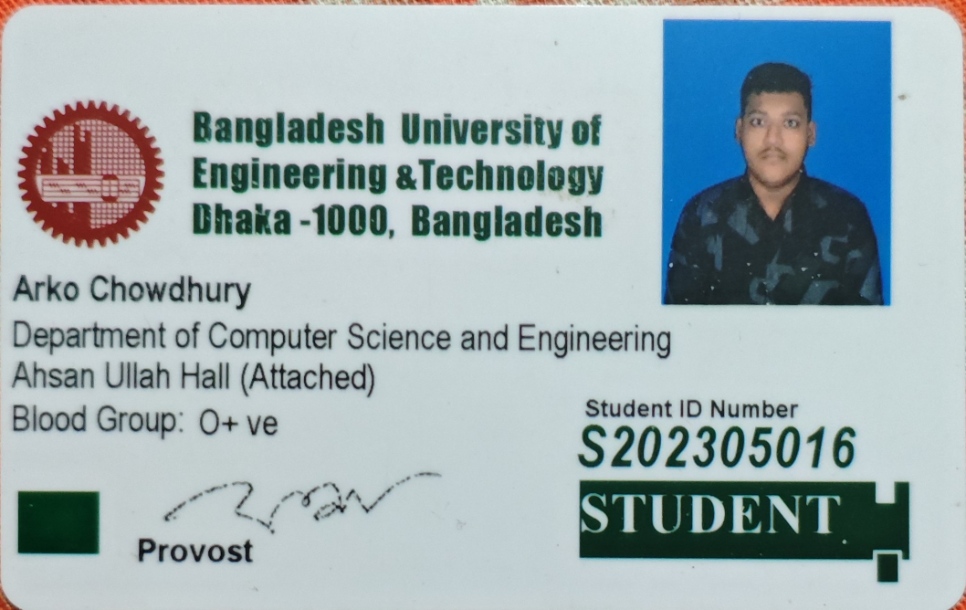 Bangladesh University of
Engineering & Technology
Dhaka -1000, Bangladesh
Arko Chowdhury
Department of Computer Science and Engineering
Ahsan Ullah Hall (Attached)
Blood Group: O+ ve
Student ID Number
S202305016
STUDENT
Provost